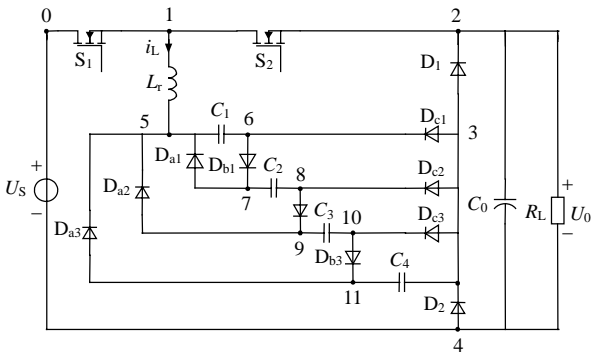 0 1 2
S1 iL S2
Lr D1
C1
5 6 Dc1 3
Da1 Db1 C2
+ 8
US Da2 7 Dc2 C0 RL + U0
− C3 10 Dc3 −
Da3 9 Db3 C4
11 D2
4